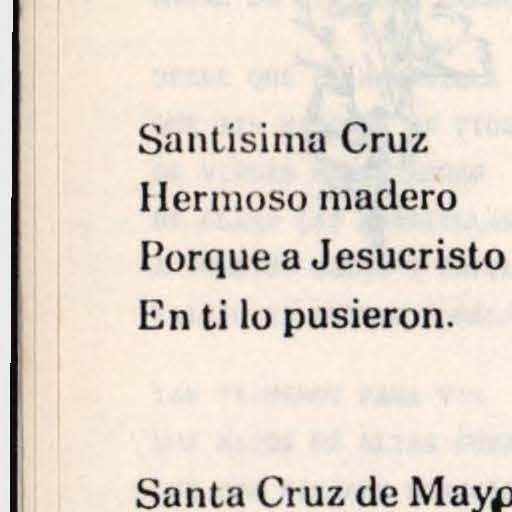 Santísima Cruz
Hermoso madero
Porque a Jesucristo
En ti lo pusieron.
Santa Cruz de Mayo